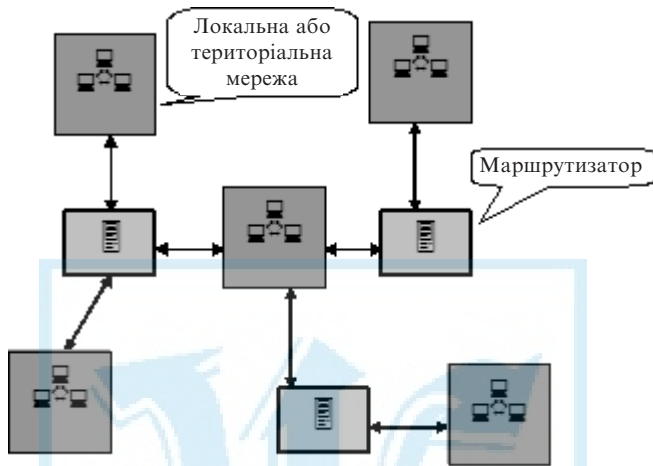 Локальна або
територіальна
мережа
Маршрутизатор